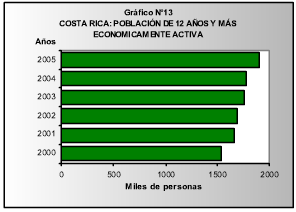 Gráfico N°13
COSTA RICA: POBLACIÓN DE 12 AÑOS Y MÁS
ECONOMICAMENTE ACTIVA
Años
2005
2004
2003
2002
2001
2000
0 500 1000 1500 2000
Miles de personas